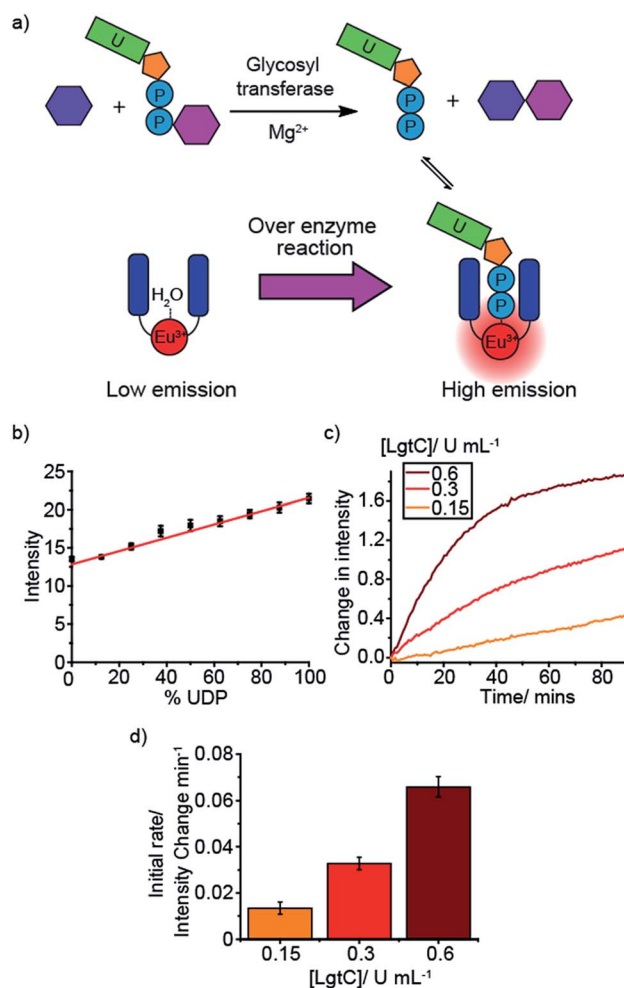 a)
U
P
P
+
Glycosyl
transferase
Mg²⁺
U
P
P
+
Over enzyme
reaction
H₂O
Eu³⁺
Low emission
U
P
P
Eu³⁺
High emission
b)
Intensity
25
20
15
10
5
0
0 20 40 60 80 100
% UDP
c)
[LgtC]/ U mL⁻¹
0.6
0.3
0.15
Change in intensity
1.6
1.2
0.8
0.4
0.0
0 20 40 60 80
Time/ mins
d)
Initial rate/
Intensity Change min⁻¹
0.08
0.06
0.04
0.02
0
0.15 0.3 0.6
[LgtC]/ U mL⁻¹